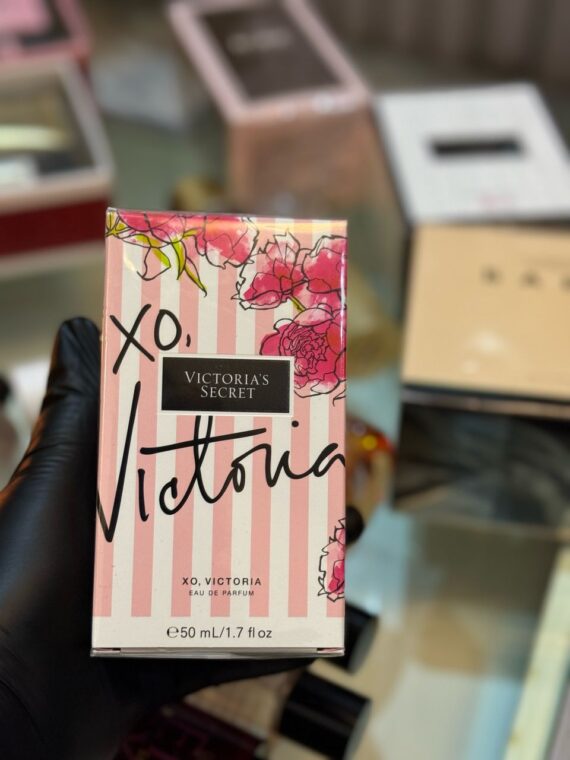 XO,
VICTORIA'S
SECRET
Victoria
XO, VICTORIA
EAU DE PARFUM
℮50 mL/1.7 fl oz